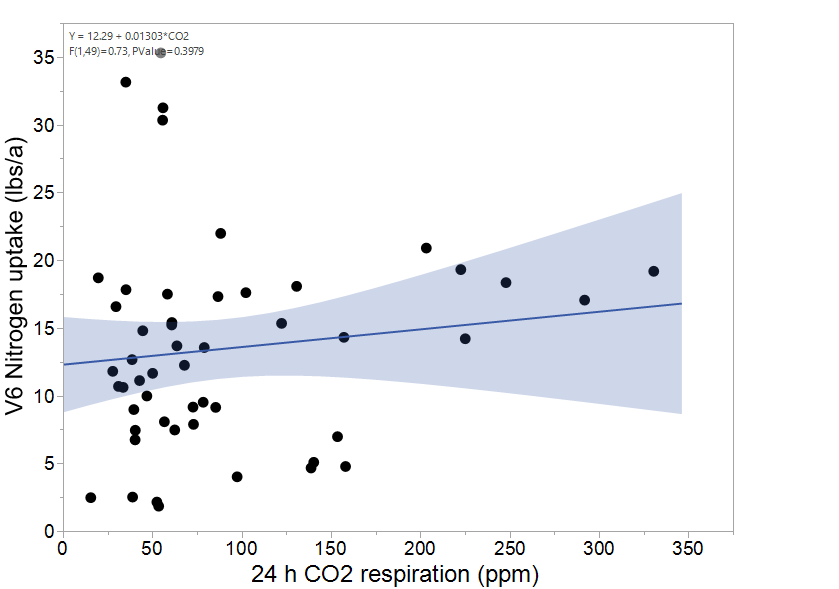 Y = 12.29 + 0.01303*CO2
F(1,49)=0.73, PValue=0.3979
V6 Nitrogen uptake (lbs/a)
35
30
25
20
15
10
5
0
0 50 100 150 200 250 300 350
24 h CO2 respiration (ppm)